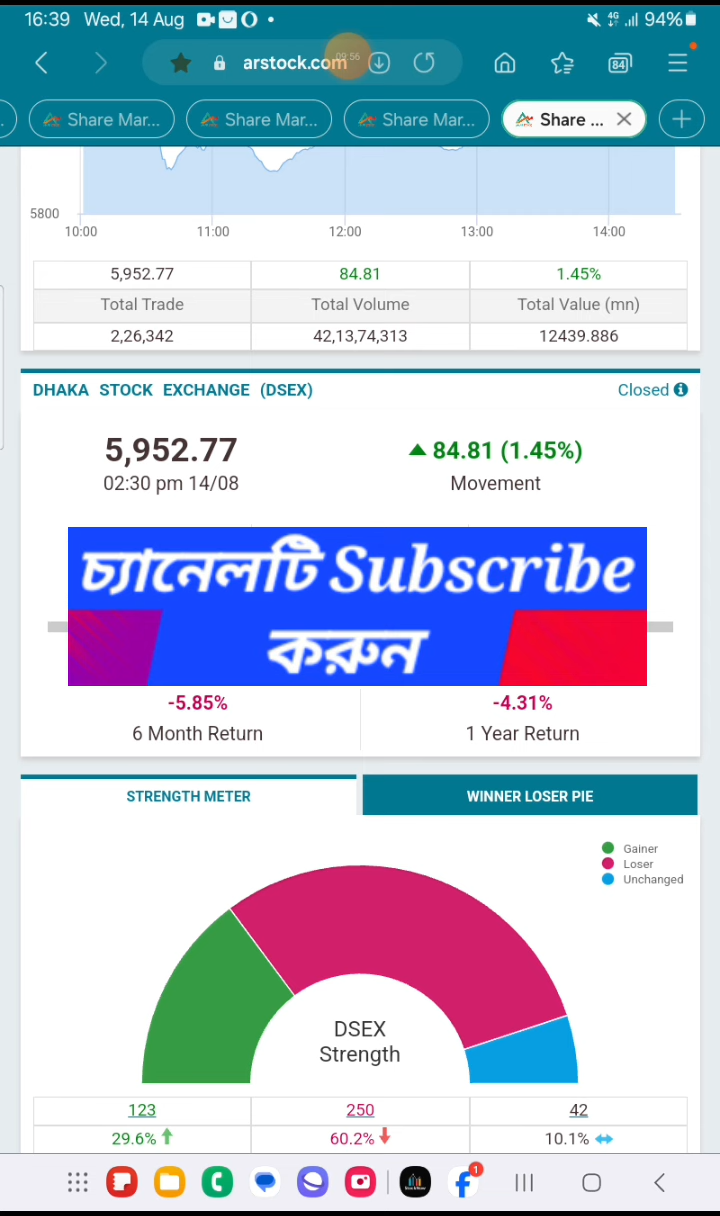 16:39 Wed, 14 Aug 4G 94%
arstock.com 09:56 84
Share Mar... Share Mar... Share Mar... Share ...
5800
10:00 11:00 12:00 13:00 14:00
5,952.77 84.81 1.45%
Total Trade Total Volume Total Value (mn)
2,26,342 42,13,74,313 12439.886
DHAKA STOCK EXCHANGE (DSEX) Closed
5,952.77 84.81 (1.45%)
02:30 pm 14/08 Movement
চ্যানেলটি Subscribe
করুন
-5.85% -4.31%
6 Month Return 1 Year Return
STRENGTH METER WINNER LOSER PIE
Gainer
Loser
Unchanged
DSEX
Strength
123 250 42
29.6% 60.2% 10.1%
1